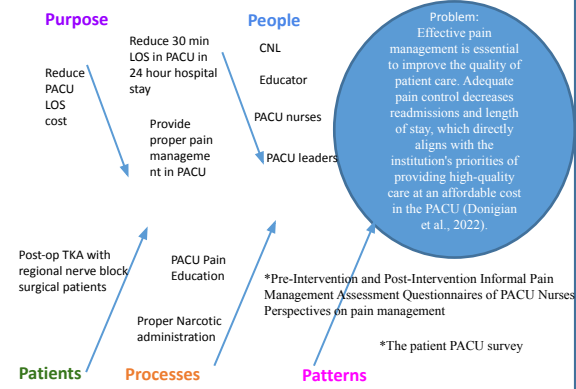 Purpose
Reduce
PACU
LOS
cost
Reduce 30 min
LOS in PACU in
24 hour hospital
stay
Provide
proper pain
manageme
nt in PACU
People
CNL
Educator
PACU nurses
PACU leaders
Problem:
Effective pain
management is essential
to improve the quality of
patient care. Adequate
pain control decreases
readmissions and length
of stay, which directly
aligns with the
institution's priorities of
providing high-quality
care at an affordable cost
in the PACU (Donigian
et al., 2022).
Post-op TKA with
regional nerve block
surgical patients
PACU Pain
Education
Proper Narcotic
administration
*Pre-Intervention and Post-Intervention Informal Pain
Management Assessment Questionnaires of PACU Nurses
Perspectives on pain management
*The patient PACU survey
Patients
Processes
Patterns